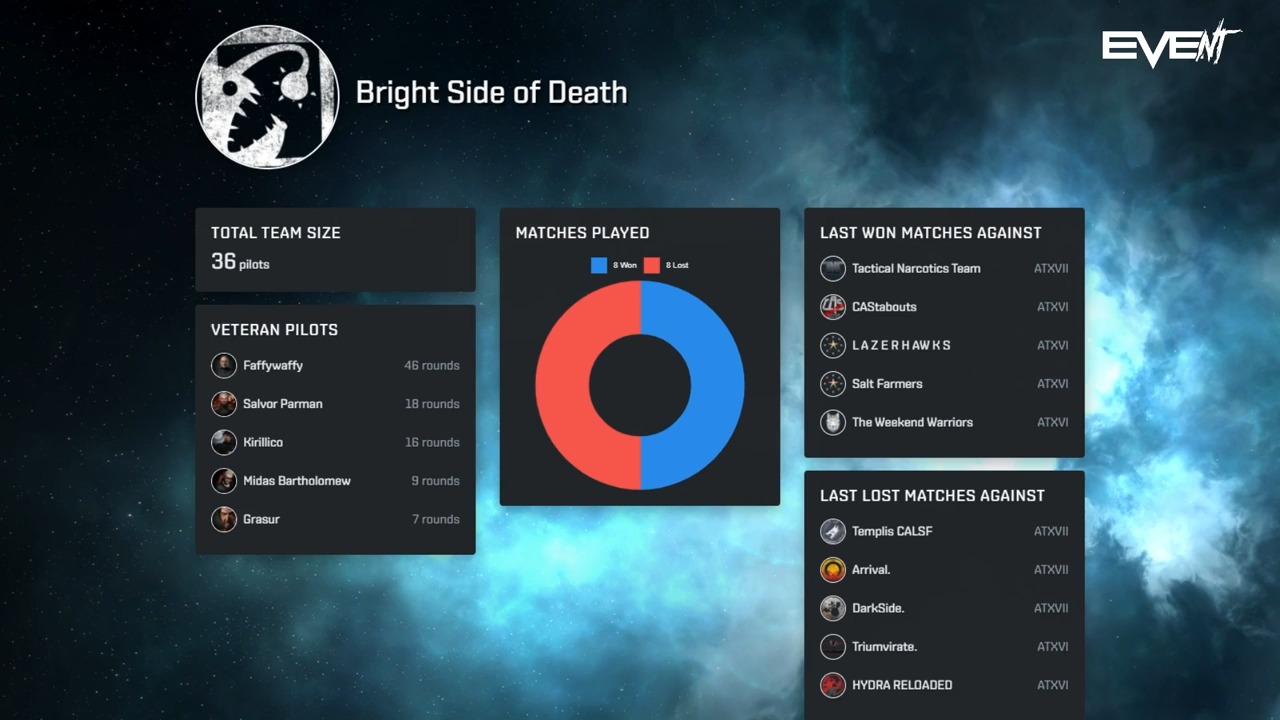 EVENT
Bright Side of Death
TOTAL TEAM SIZE
36 pilots
VETERAN PILOTS
Faffywaffy 46 rounds
Salvor Parman 18 rounds
Kirillico 16 rounds
Midas Bartholomew 9 rounds
Grasur 7 rounds
MATCHES PLAYED
8 Won 8 Lost
LAST WON MATCHES AGAINST
Tactical Narcotics Team ATXVII
CAStabouts ATXVI
L A Z E R H A W K S ATXVI
Salt Farmers ATXVI
The Weekend Warriors ATXVI
LAST LOST MATCHES AGAINST
Templis CALSF ATXVII
Arrival. ATXVII
DarkSide. ATXVII
Triumvirate. ATXVI
HYDRA RELOADED ATXVI